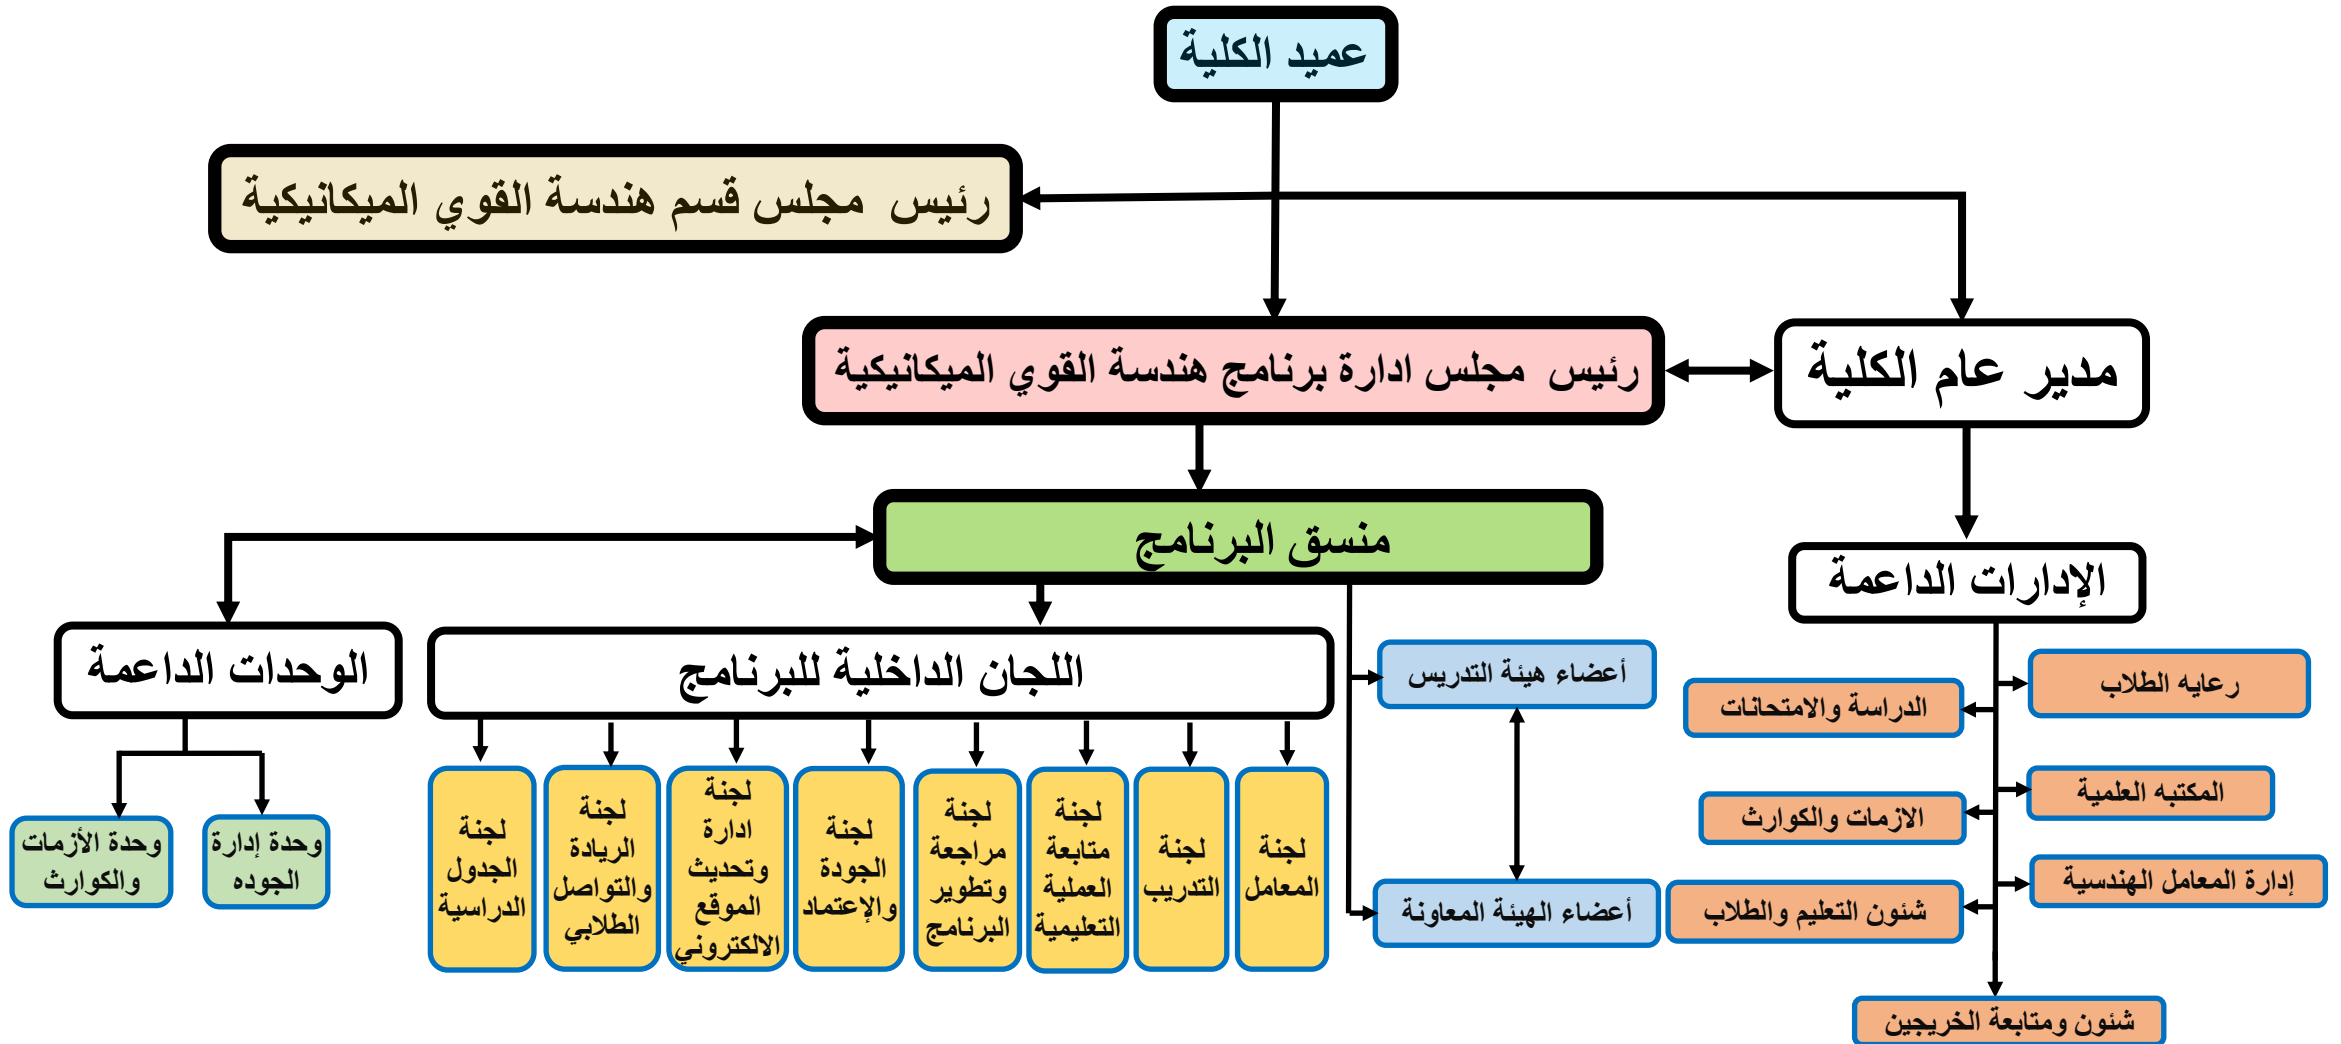 عميد الكلية
رئيس مجلس قسم هندسة القوي الميكانيكية
رئيس مجلس ادارة برنامج هندسة القوي الميكانيكية
مدير عام الكلية
منسق البرنامج
الإدارات الداعمة
رعايه الطلاب
الدراسة والامتحانات
المكتبه العلمية
الازمات والكوارث
إدارة المعامل الهندسية
شئون التعليم والطلاب
شئون ومتابعة الخريجين
أعضاء هيئة التدريس
أعضاء الهيئة المعاونة
اللجان الداخلية للبرنامج
لجنة
المعامل
لجنة
التدريب
لجنة
متابعة
العملية
التعليمية
لجنة
مراجعة
وتطوير
البرنامج
لجنة
الجودة
والإعتماد
لجنة
ادارة
وتحديث
الموقع
الالكتروني
لجنة
الريادة
والتواصل
الطلابي
لجنة
الجدول
الدراسية
الوحدات الداعمة
وحدة إدارة
الجوده
وحدة الأزمات
والكوارث